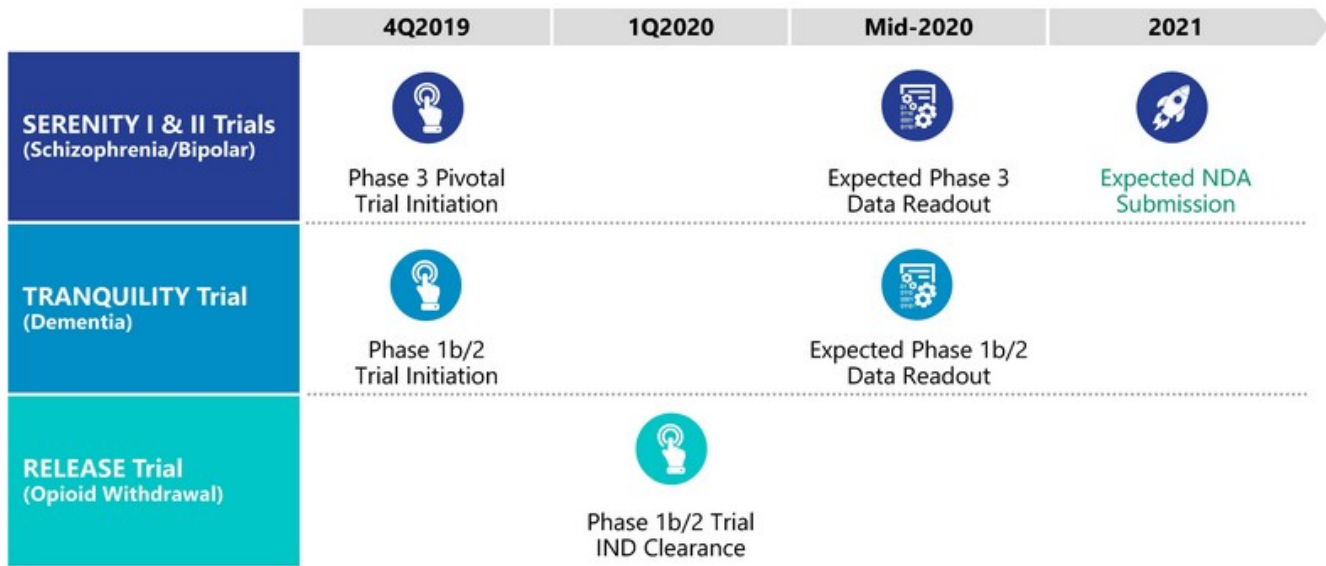 4Q2019
1Q2020
Mid-2020
2021
SERENITY I & II Trials
(Schizophrenia/Bipolar)
Phase 3 Pivotal
Trial Initiation
Expected Phase 3
Data Readout
Expected NDA
Submission
TRANQUILITY Trial
(Dementia)
Phase 1b/2
Trial Initiation
Expected Phase 1b/2
Data Readout
RELEASE Trial
(Opioid Withdrawal)
Phase 1b/2 Trial
IND Clearance